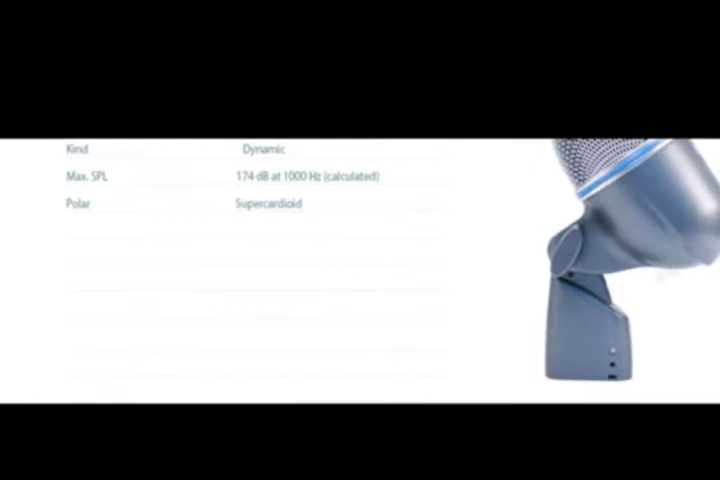 Kind Dynamic
Max. SPL 174 dB at 1000 Hz (calculated)
Polar Supercardioid